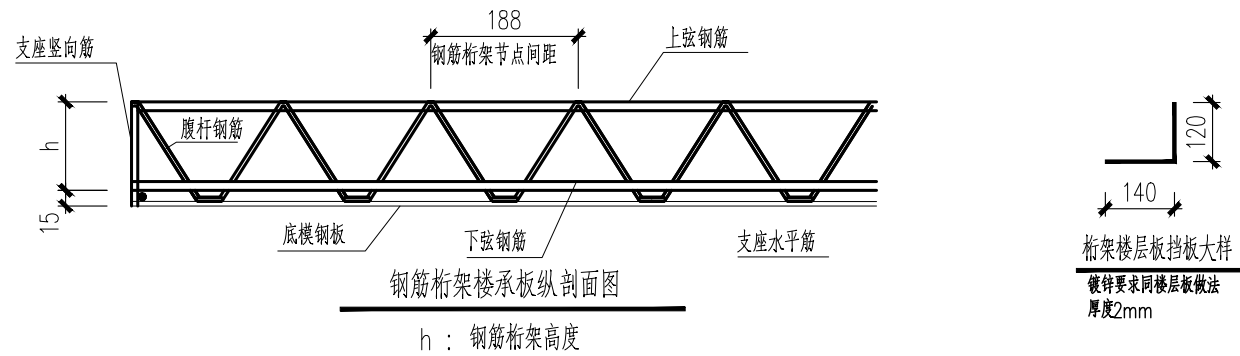 188
钢筋桁架节点间距
上弦钢筋
支座竖向筋
腹杆钢筋
h
15
底模钢板
下弦钢筋
支座水平筋
钢筋桁架楼承板纵剖面图
h : 钢筋桁架高度
120
140
桁架楼层板挡板大样
镀锌要求同楼层板做法
厚度2mm